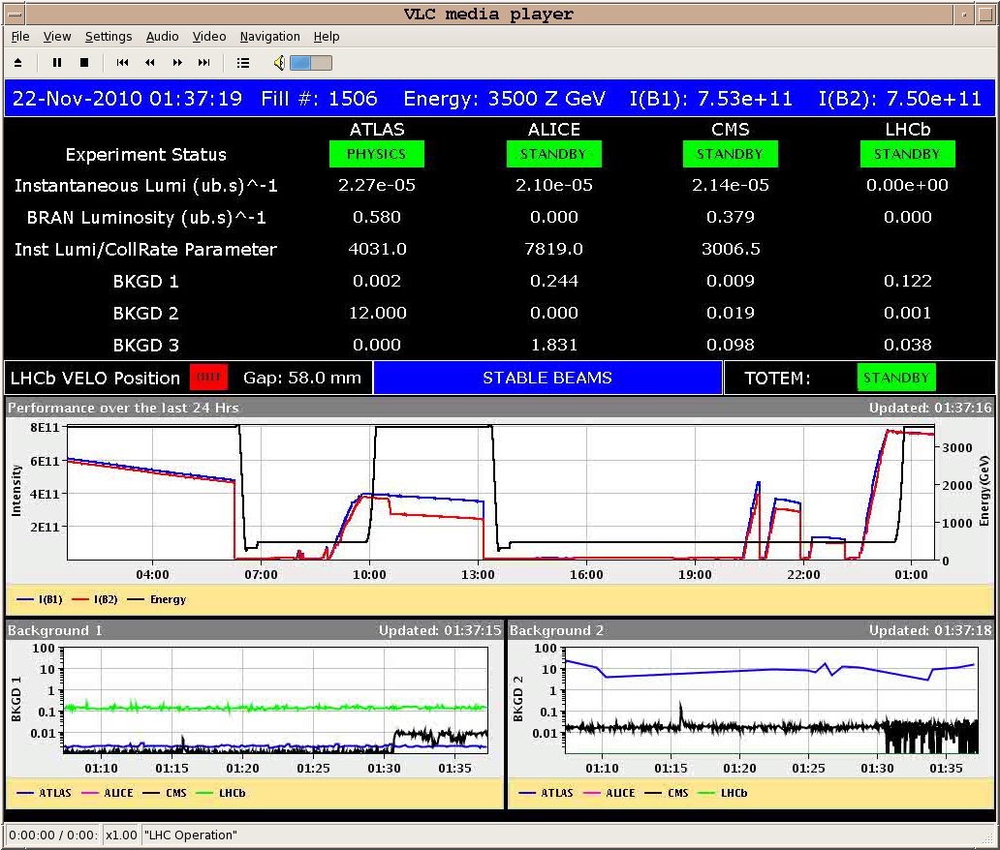 VLC media player
File View Settings Audio Video Navigation Help
22-Nov-2010 01:37:19 Fill #: 1506 Energy: 3500 Z GeV I(B1): 7.53e+11 I(B2): 7.50e+11
ATLAS ALICE CMS LHCb
Experiment Status PHYSICS STANDBY STANDBY STANDBY
Instantaneous Lumi (ub.s)^-1 2.27e-05 2.10e-05 2.14e-05 0.00e+00
BRAN Luminosity (ub.s)^-1 0.580 0.000 0.379 0.000
Inst Lumi/CollRate Parameter 4031.0 7819.0 3006.5
BKGD 1 0.002 0.244 0.009 0.122
BKGD 2 12.000 0.000 0.019 0.001
BKGD 3 0.000 1.831 0.098 0.038
LHCb VELO Position OUT Gap: 58.0 mm STABLE BEAMS TOTEM: STANDBY
Performance over the last 24 Hrs Updated: 01:37:16
Intensity
8E11
6E11
4E11
2E11
3000
2000
1000
0
Energy(GeV)
04:00 07:00 10:00 13:00 16:00 19:00 22:00 01:00
I(B1) I(B2) Energy
Background 1 Updated: 01:37:15
BKGD 1
100
10
1
0.1
0.01
01:10 01:15 01:20 01:25 01:30 01:35
ATLAS ALICE CMS LHCb
Background 2 Updated: 01:37:18
BKGD 2
100
10
1
0.1
0.01
01:10 01:15 01:20 01:25 01:30 01:35
ATLAS ALICE CMS LHCb
0:00:00 / 0:00: x1.00 "LHC Operation"